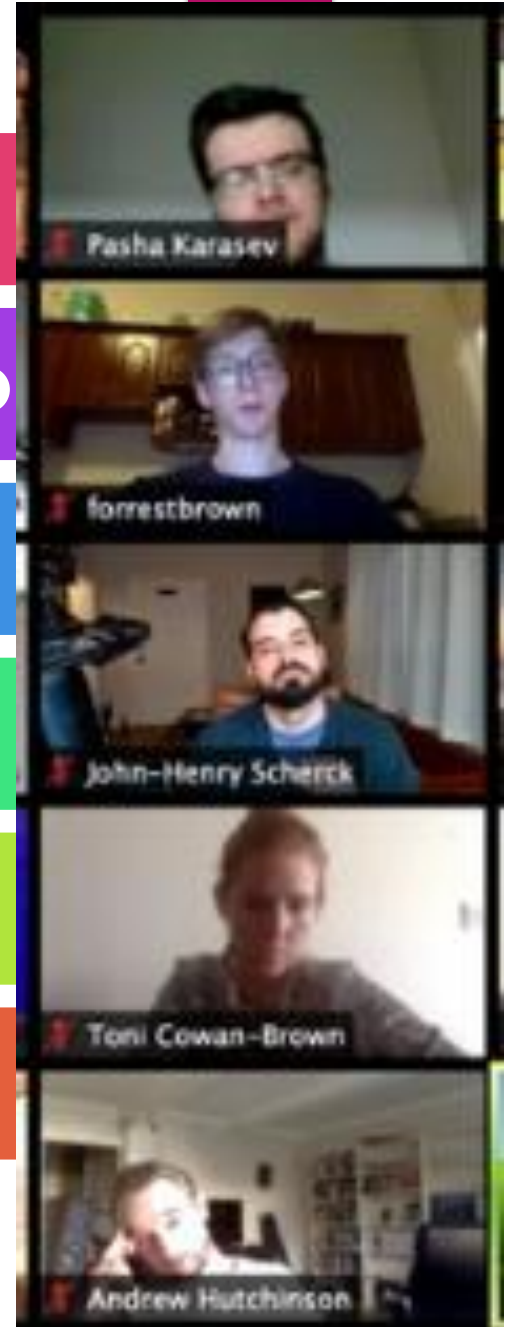 Pasha Karasev
forrestbrown
John-Henry Scherck
Toni Cowan-Brown
Andrew Hutchinson